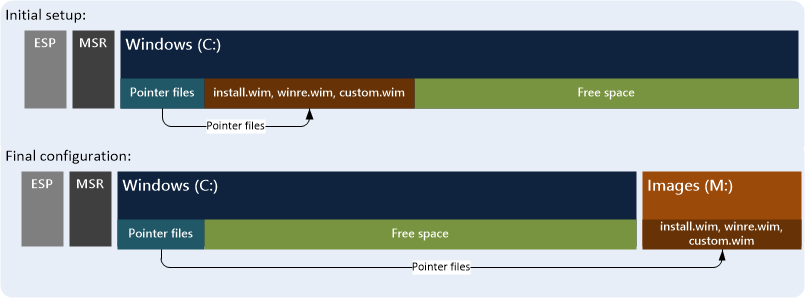 Initial setup:
ESP
MSR
Windows (C:)
Pointer files
install.wim, winre.wim, custom.wim
Free space
Pointer files
Final configuration:
ESP
MSR
Windows (C:)
Images (M:)
Pointer files
Free space
install.wim, winre.wim,
custom.wim
Pointer files